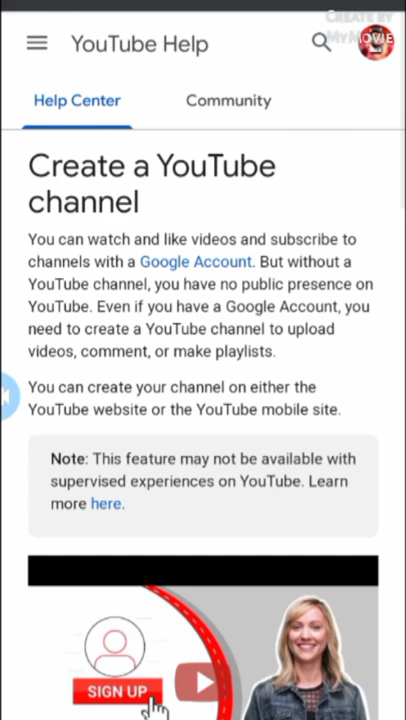 CREATE BY
MYMOVIE
YouTube Help
Help Center
Community
Create a YouTube
channel
You can watch and like videos and subscribe to
channels with a Google Account. But without a
YouTube channel, you have no public presence on
YouTube. Even if you have a Google Account, you
need to create a YouTube channel to upload
videos, comment, or make playlists.
You can create your channel on either the
YouTube website or the YouTube mobile site.
Note: This feature may not be available with
supervised experiences on YouTube. Learn
more here.
SIGN UP